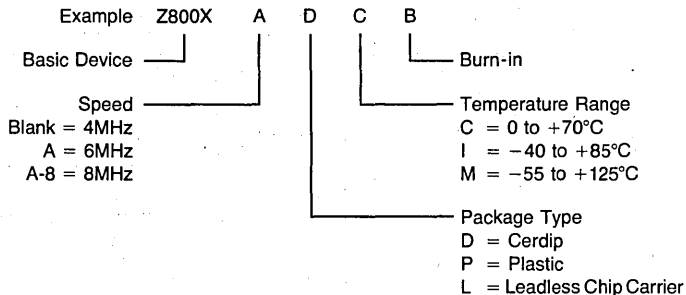 Example Z800X A D C B
Basic Device
Burn-in
Speed
Blank = 4MHz
A = 6MHz
A-8 = 8MHz
Temperature Range
C = 0 to +70°C
I = −40 to +85°C
M = −55 to +125°C
Package Type
D = Cerdip
P = Plastic
L = Leadless Chip Carrier